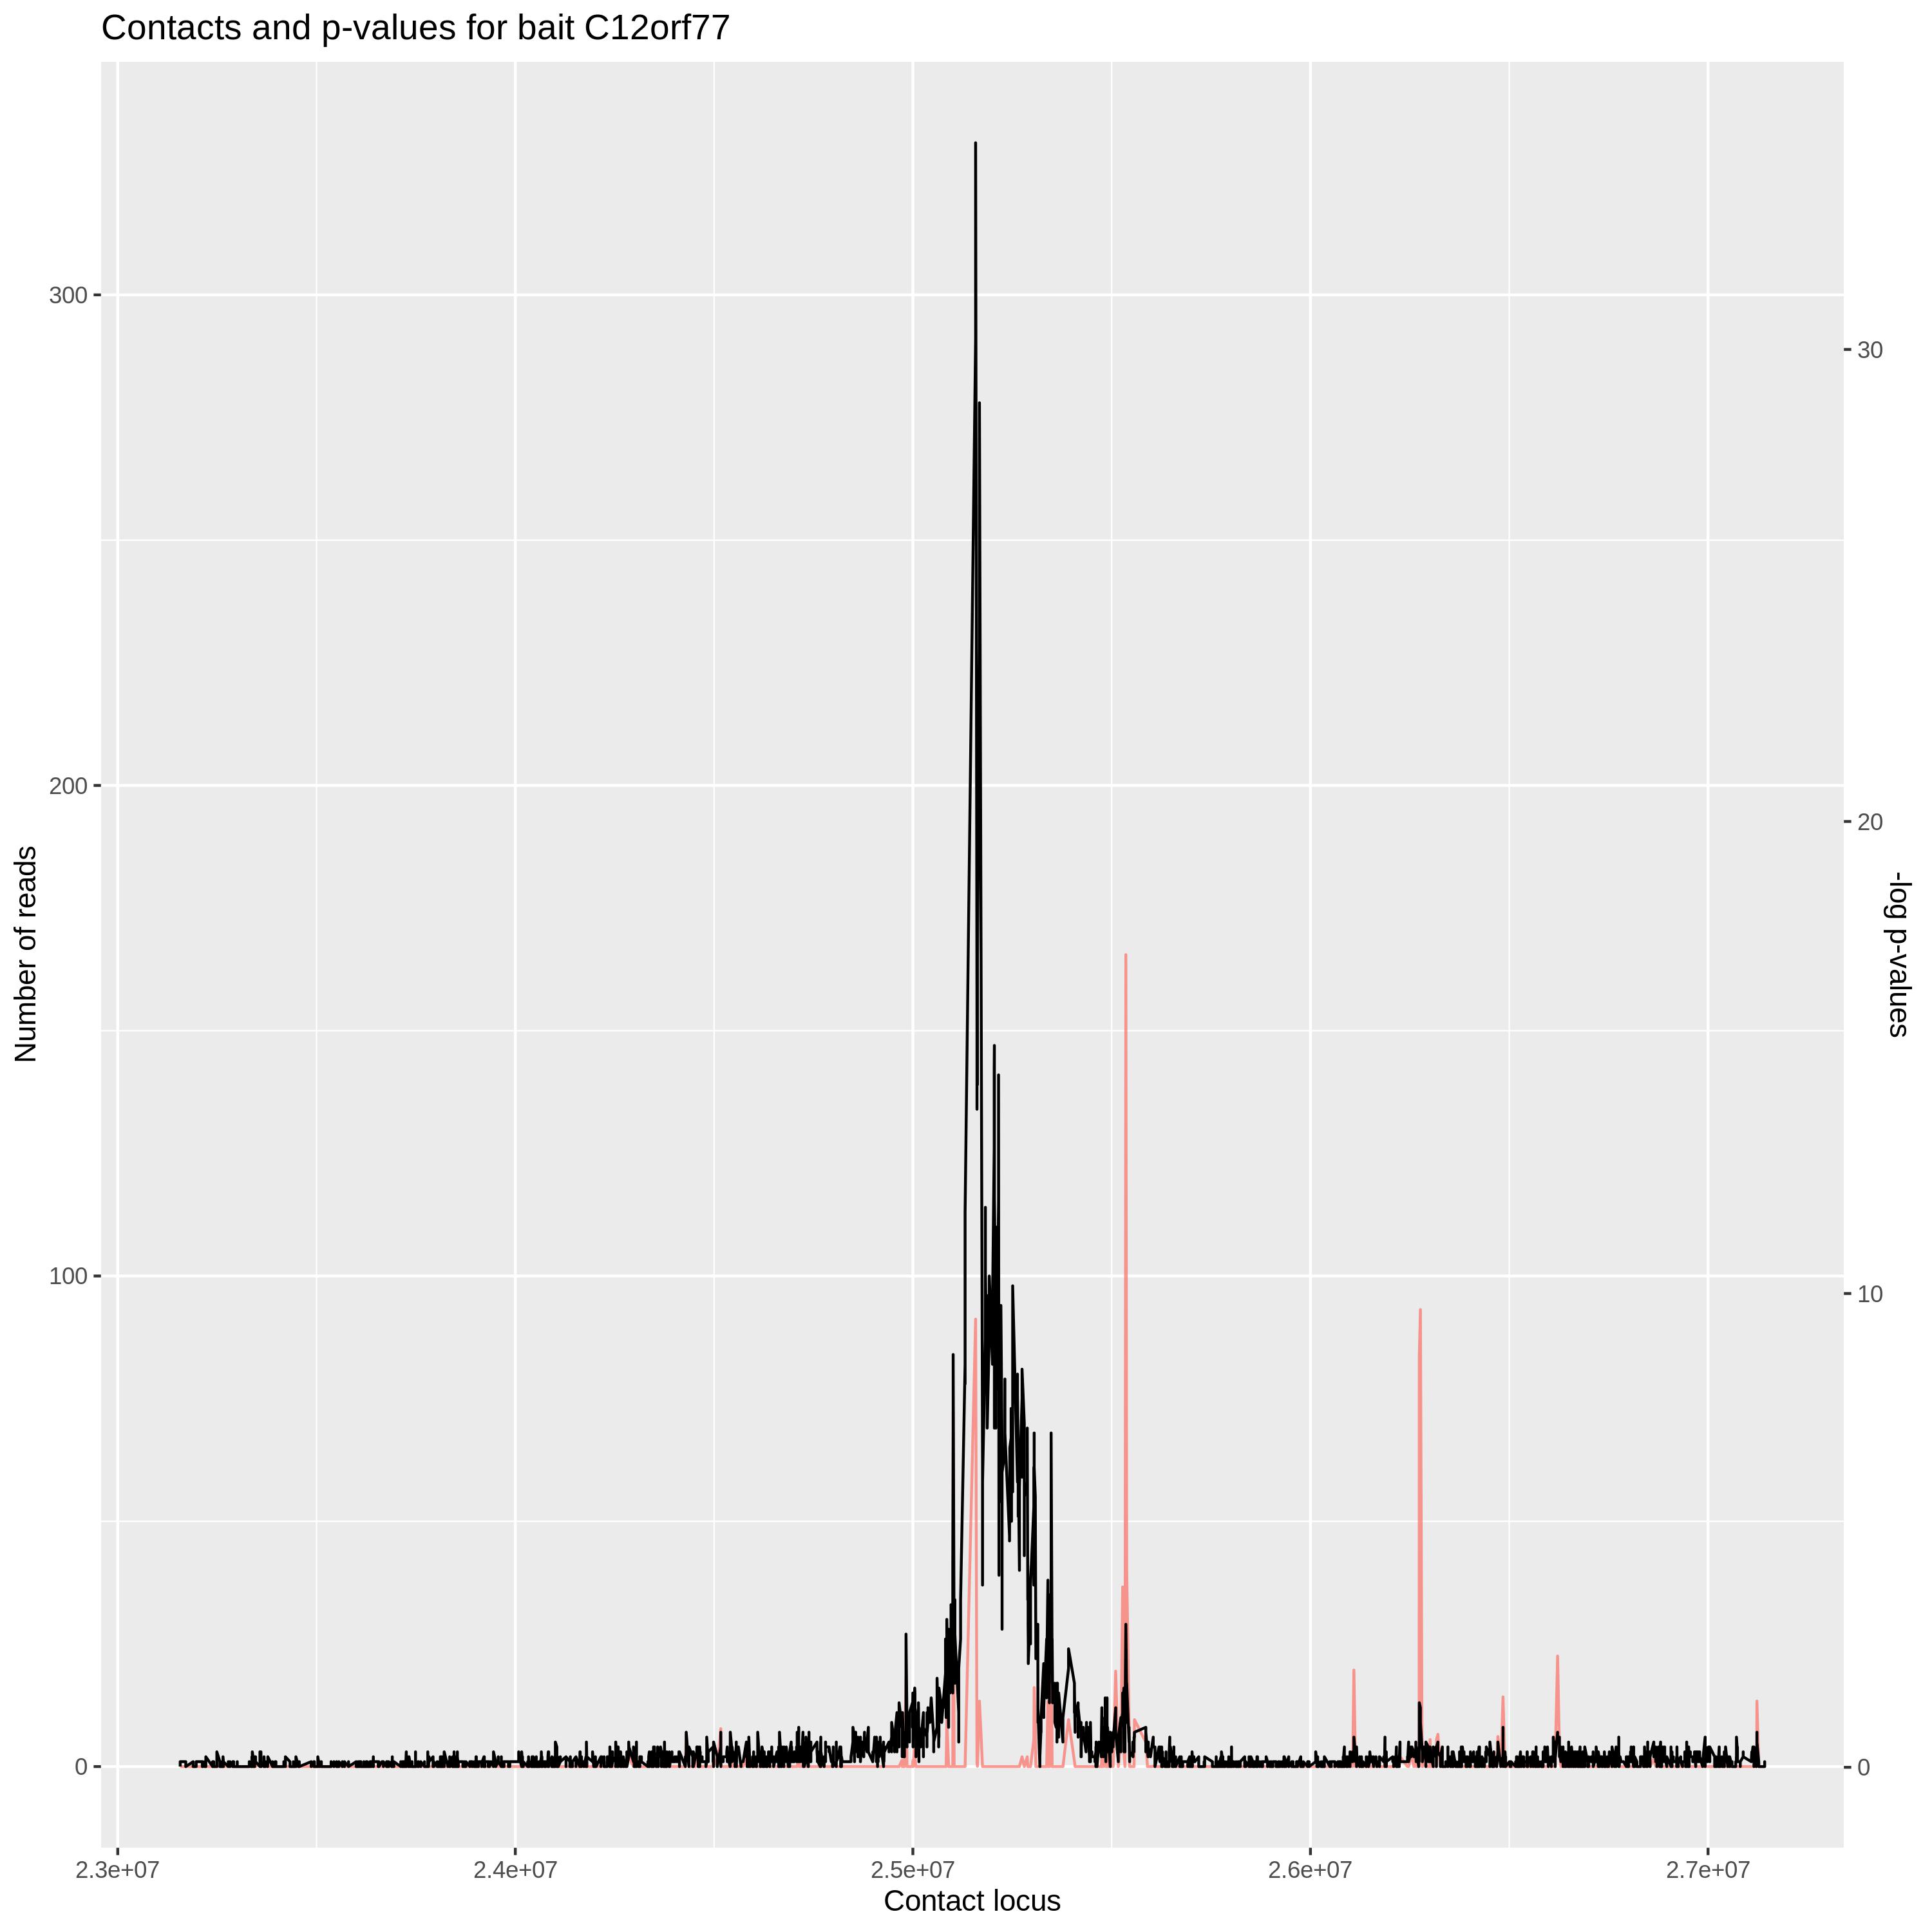 Contacts and p-values for bait C12orf77
300
200
100
0
30
20
10
0
Number of reads
-log p-values
2.3e+07 2.4e+07 2.5e+07 2.6e+07 2.7e+07
Contact locus